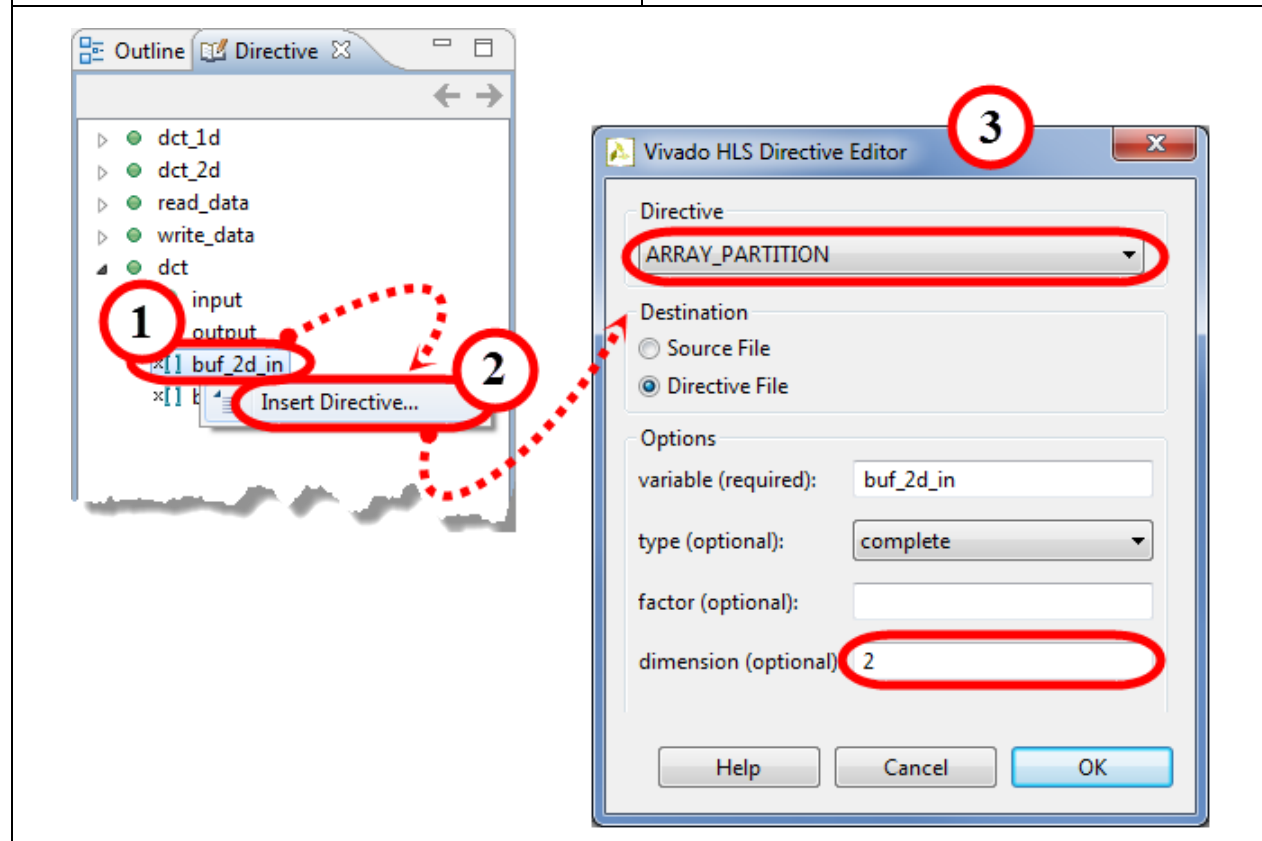 Outline Directive
dct_1d
dct_2d
read_data
write_data
dct
input
output
1
x[] buf_2d_in
2
x[] b
Insert Directive...
3
Vivado HLS Directive Editor
Directive
ARRAY_PARTITION
Destination
Source File
Directive File
Options
variable (required): buf_2d_in
type (optional): complete
factor (optional):
dimension (optional) 2
Help Cancel OK